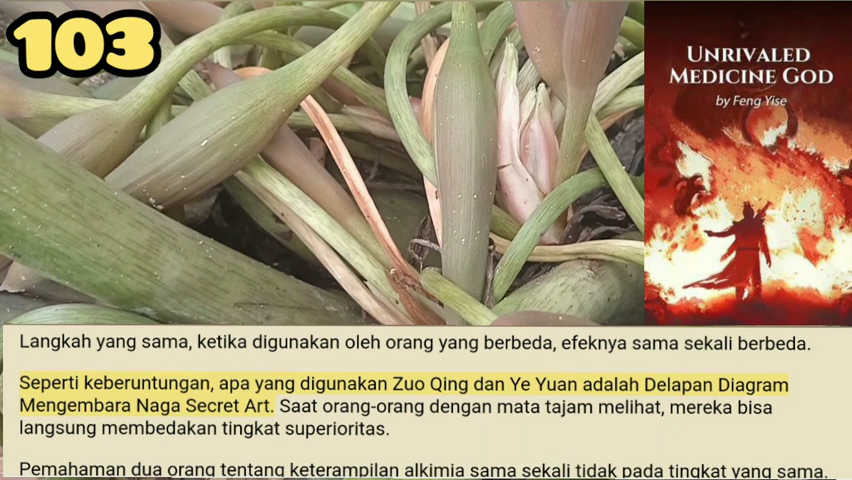 103
UNRIVALED
MEDICINE GOD
by Feng Yise
Langkah yang sama, ketika digunakan oleh orang yang berbeda, efeknya sama sekali berbeda.
Seperti keberuntungan, apa yang digunakan Zuo Qing dan Ye Yuan adalah Delapan Diagram
Mengembara Naga Secret Art. Saat orang-orang dengan mata tajam melihat, mereka bisa
langsung membedakan tingkat superioritas.
Pemahaman dua orang tentang keterampilan alkimia sama sekali tidak pada tingkat yang sama.